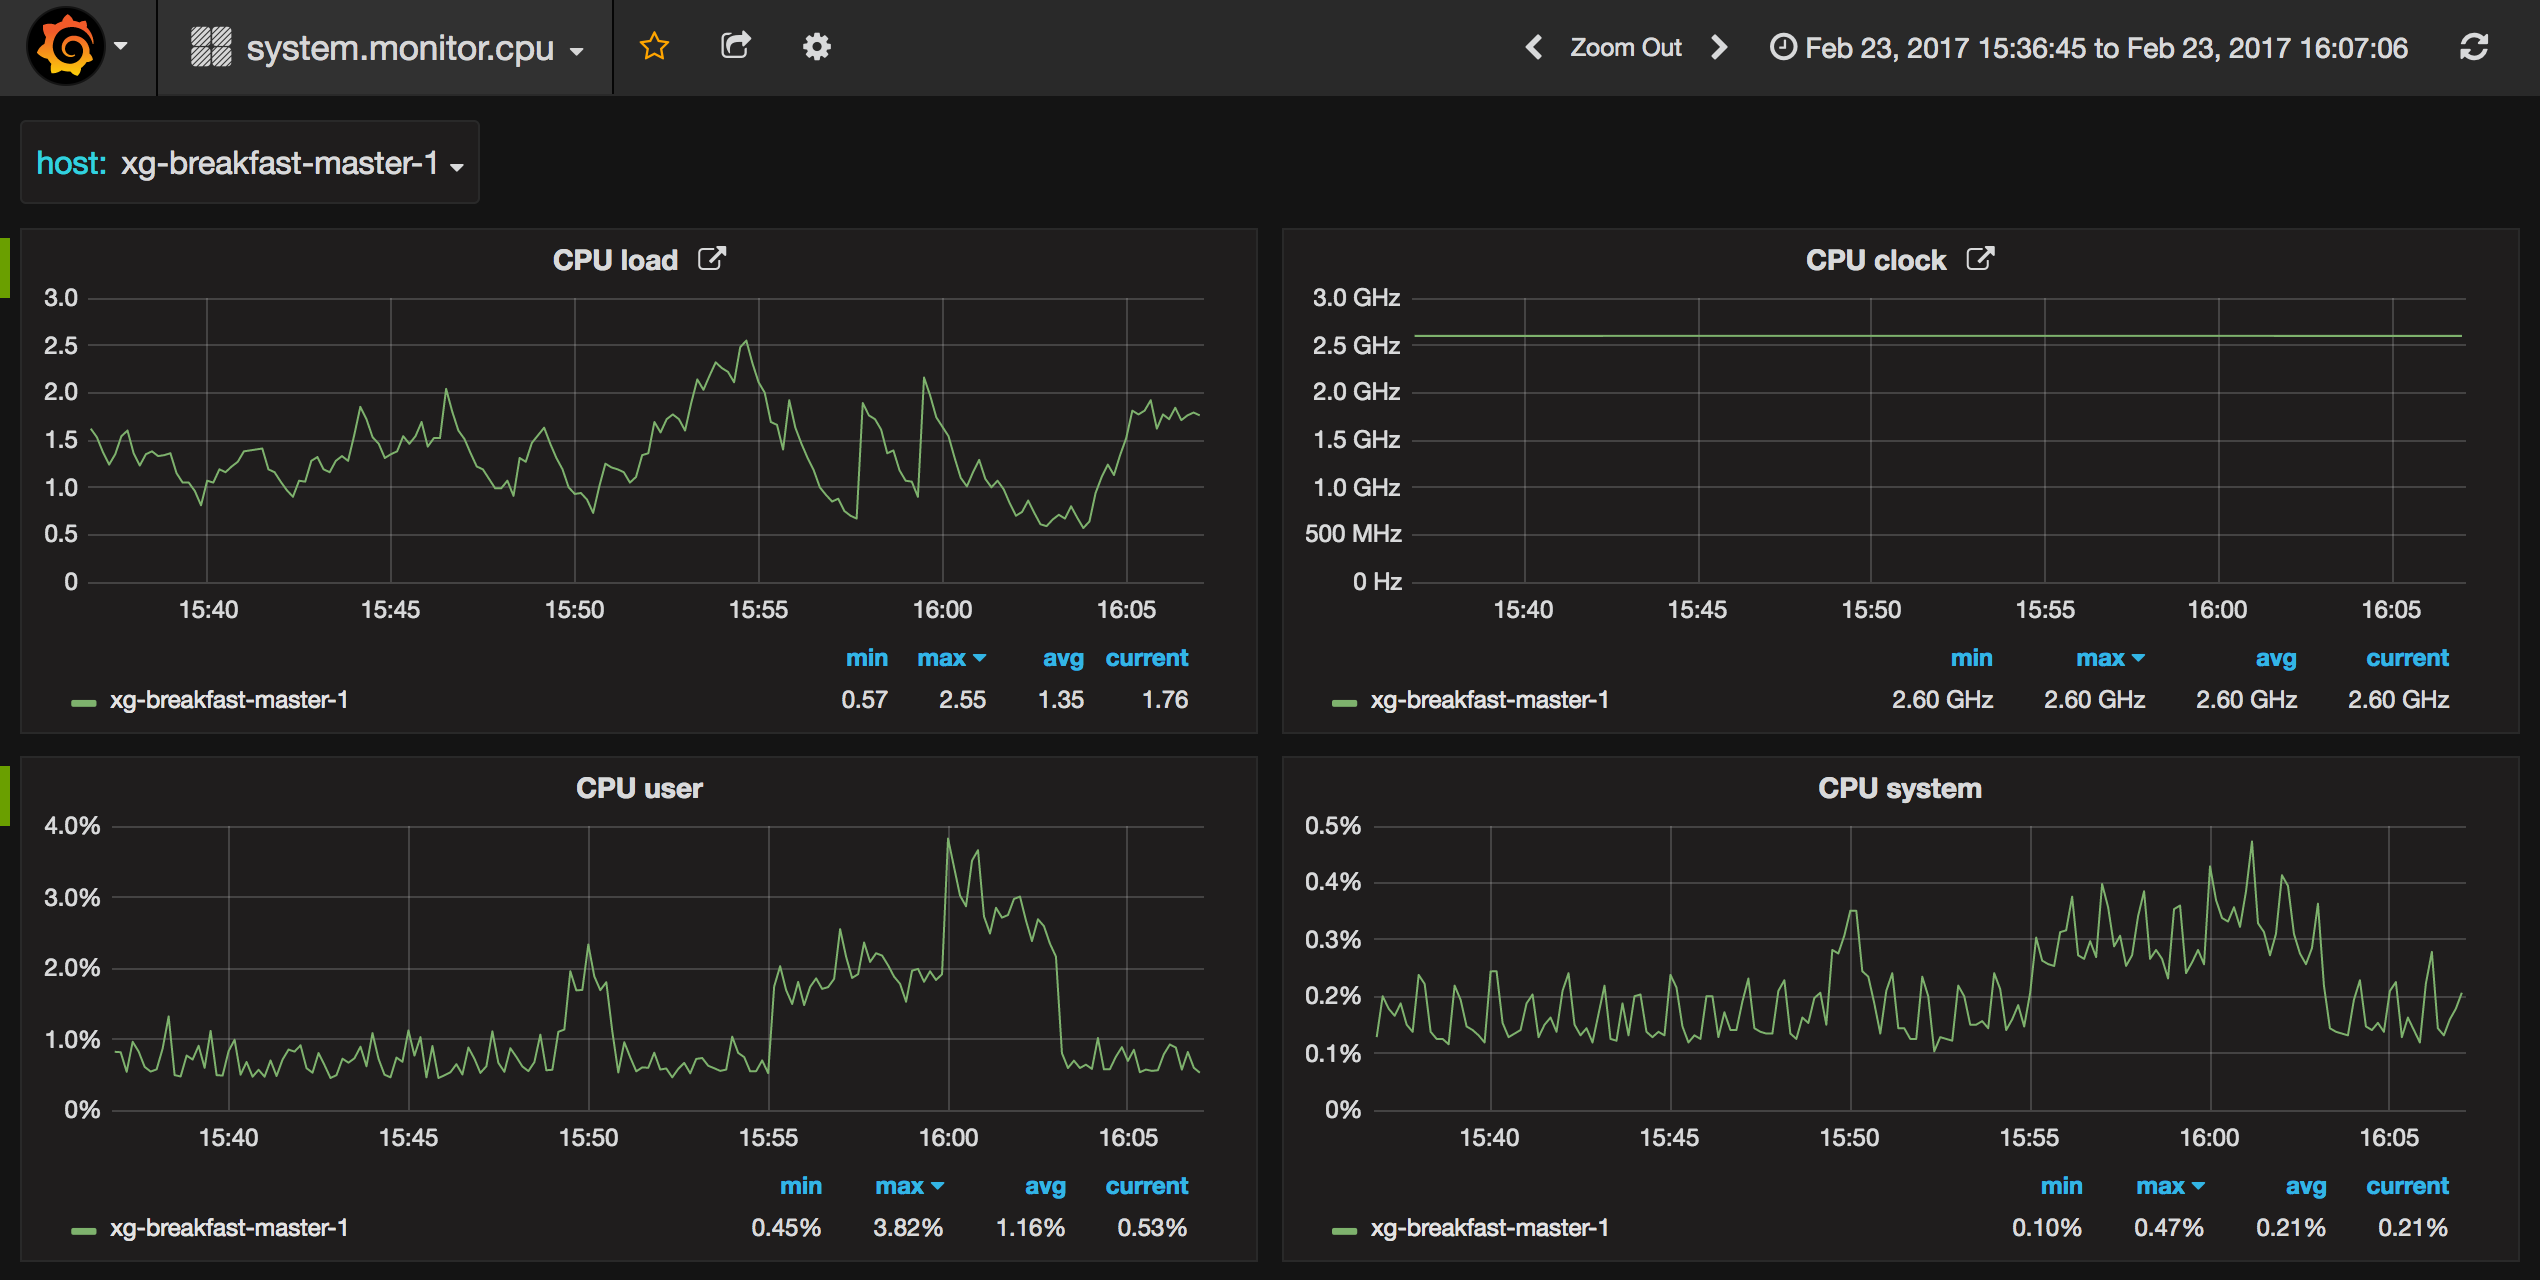 system.monitor.cpu
Zoom Out
Feb 23, 2017 15:36:45 to Feb 23, 2017 16:07:06
host: xg-breakfast-master-1
CPU load
3.0
2.5
2.0
1.5
1.0
0.5
0
15:40 15:45 15:50 15:55 16:00 16:05
min max avg current
xg-breakfast-master-1 0.57 2.55 1.35 1.76
CPU clock
3.0 GHz
2.5 GHz
2.0 GHz
1.5 GHz
1.0 GHz
500 MHz
0 Hz
15:40 15:45 15:50 15:55 16:00 16:05
min max avg current
xg-breakfast-master-1 2.60 GHz 2.60 GHz 2.60 GHz 2.60 GHz
CPU user
4.0%
3.0%
2.0%
1.0%
0%
15:40 15:45 15:50 15:55 16:00 16:05
min max avg current
xg-breakfast-master-1 0.45% 3.82% 1.16% 0.53%
CPU system
0.5%
0.4%
0.3%
0.2%
0.1%
0%
15:40 15:45 15:50 15:55 16:00 16:05
min max avg current
xg-breakfast-master-1 0.10% 0.47% 0.21% 0.21%